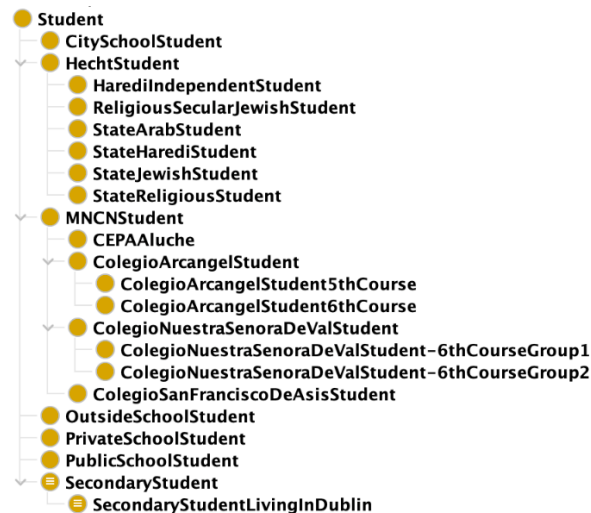 Student
CitySchoolStudent
HechtStudent
HarediIndependentStudent
ReligiousSecularJewishStudent
StateArabStudent
StateHarediStudent
StateJewishStudent
StateReligiousStudent
MNCNStudent
CEPAAluche
ColegioArcangelStudent
ColegioArcangelStudent5thCourse
ColegioArcangelStudent6thCourse
ColegioNuestraSenoraDeValStudent
ColegioNuestraSenoraDeValStudent-6thCourseGroup1
ColegioNuestraSenoraDeValStudent-6thCourseGroup2
ColegioSanFranciscoDeAsisStudent
OutsideSchoolStudent
PrivateSchoolStudent
PublicSchoolStudent
SecondaryStudent
SecondaryStudentLivingInDublin